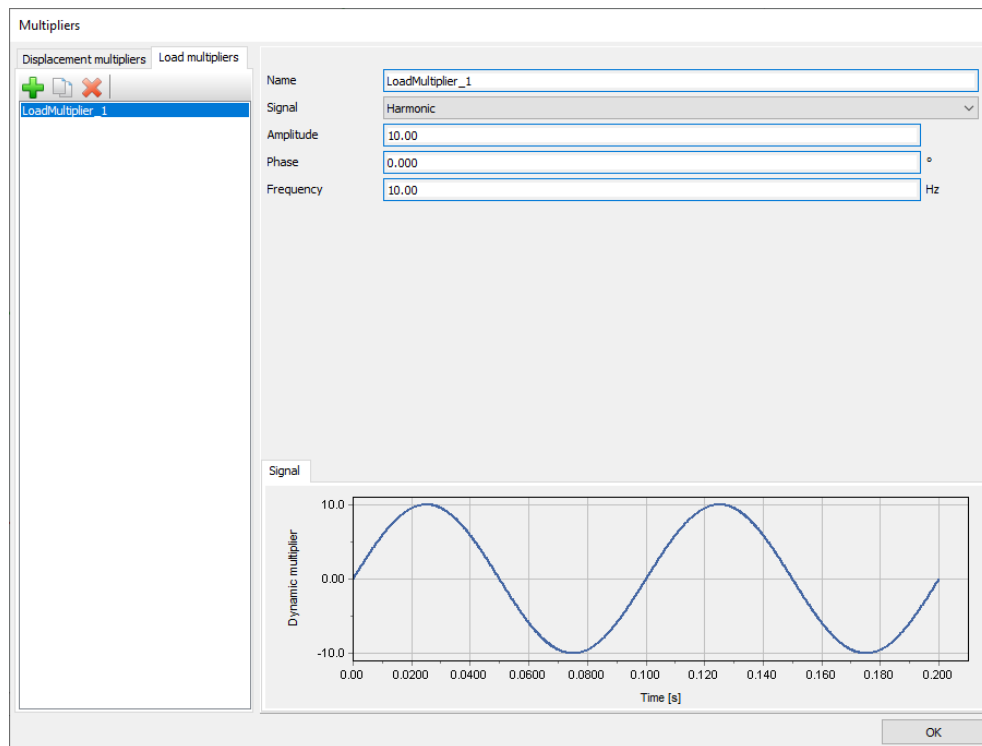 Multipliers
Displacement multipliers Load multipliers
LoadMultiplier_1
Name LoadMultiplier_1
Signal Harmonic
Amplitude 10.00
Phase 0.000 °
Frequency 10.00 Hz
Signal
10.0
0.00
-10.0
Dynamic multiplier
0.00 0.0200 0.0400 0.0600 0.0800 0.100 0.120 0.140 0.160 0.180 0.200
Time [s]
OK